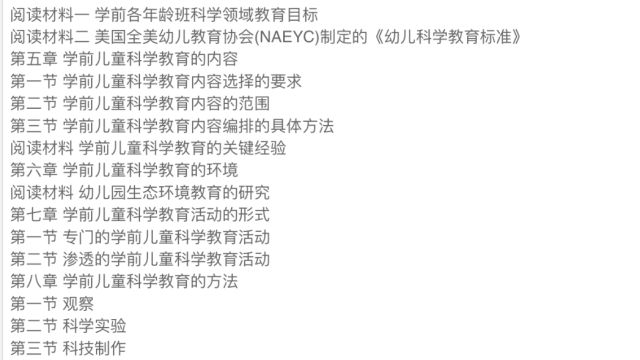 阅读材料一 学前各年龄班科学领域教育目标
阅读材料二 美国全美幼儿教育协会(NAEYC)制定的《幼儿科学教育标准》
第五章 学前儿童科学教育的内容
第一节 学前儿童科学教育内容选择的要求
第二节 学前儿童科学教育内容的范围
第三节 学前儿童科学教育内容编排的具体方法
阅读材料 学前儿童科学教育的关键经验
第六章 学前儿童科学教育的环境
阅读材料 幼儿园生态环境教育的研究
第七章 学前儿童科学教育活动的形式
第一节 专门的学前儿童科学教育活动
第二节 渗透的学前儿童科学教育活动
第八章 学前儿童科学教育的方法
第一节 观察
第二节 科学实验
第三节 科技制作